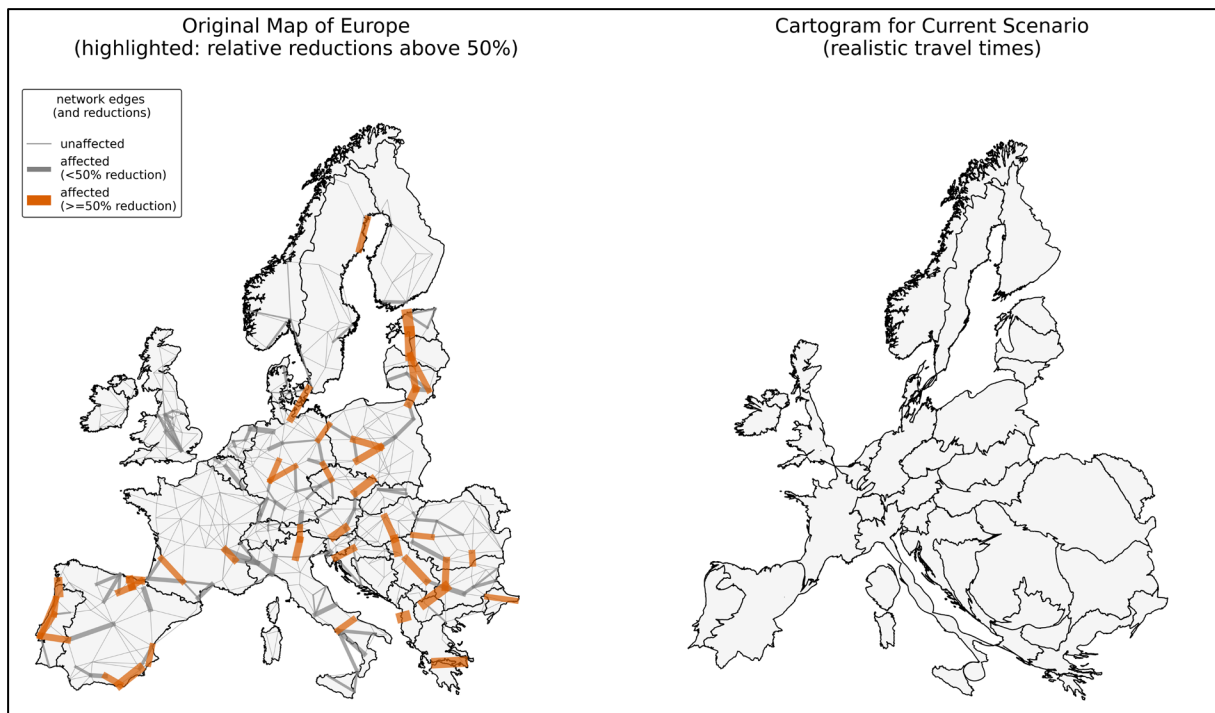 Original Map of Europe
(highlighted: relative reductions above 50%)
network edges
(and reductions)
unaffected
affected
(<50% reduction)
affected
(>=50% reduction)
Cartogram for Current Scenario
(realistic travel times)